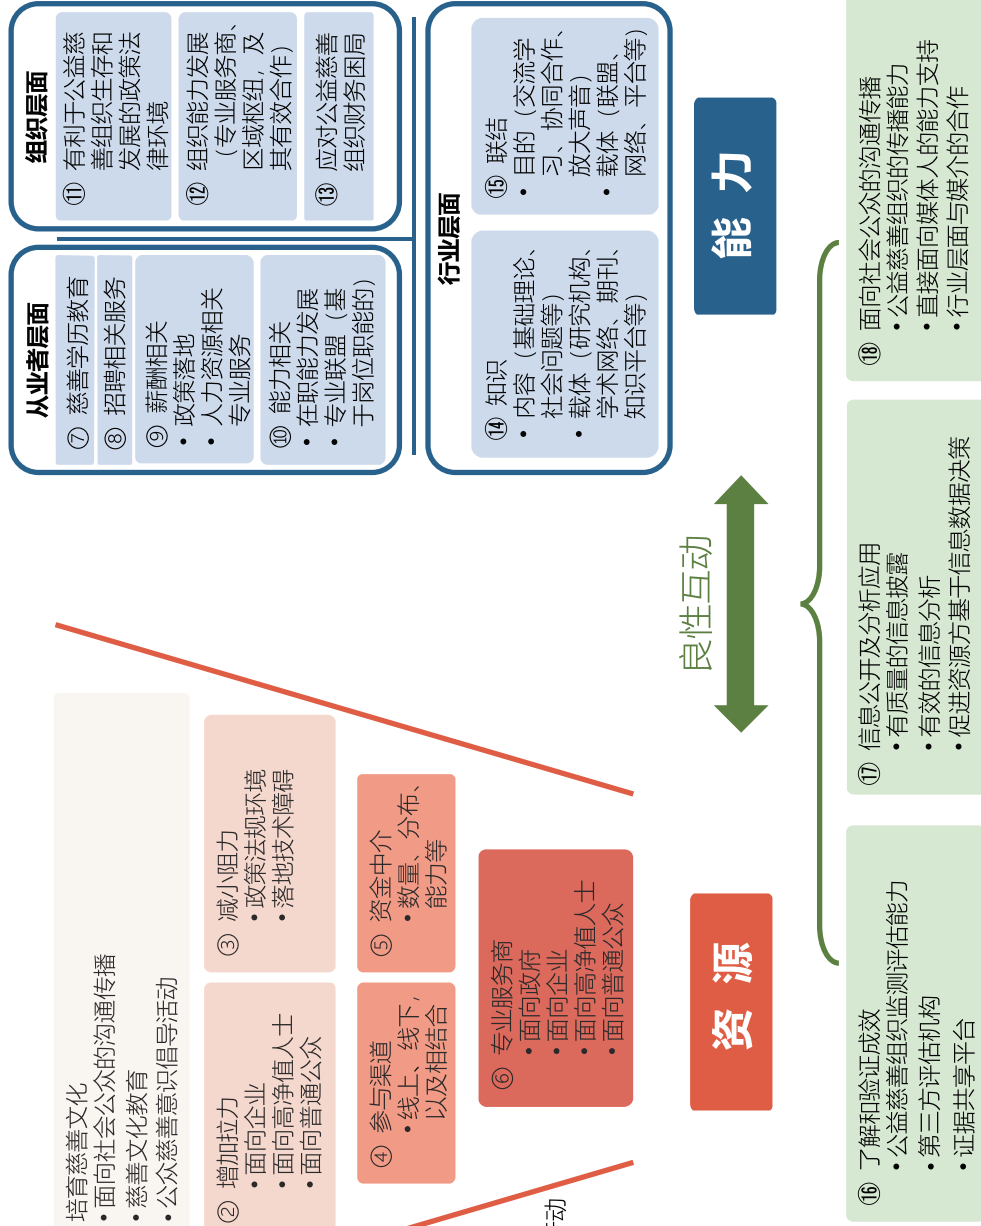 培育慈善文化
• 面向社会公众的沟通传播
• 慈善文化教育
• 公众慈善意识倡导活动
② 增加拉力
• 面向企业
• 面向高净值人士
• 面向普通公众
③ 减小阻力
• 政策法规环境
• 落地技术障碍
④ 参与渠道
• 线上、线下，
以及相结合
⑤ 资金中介
• 数量、分布、
能力等
⑥ 专业服务商
• 面向政府
• 面向企业
• 面向高净值人士
• 面向普通公众
动
资 源
良性互动
从业者层面
⑦ 慈善学历教育
⑧ 招聘相关服务
⑨ 薪酬相关
• 政策落地
• 人力资源相关
专业服务
⑩ 能力相关
• 在职能力发展
• 专业联盟（基
于岗位职能的）
组织层面
⑪ 有利于公益慈
善组织生存和
发展的政策法
律环境
⑫ 组织能力发展
（专业服务商、
区域枢纽，及
其有效合作）
⑬ 应对公益慈善
组织财务困局
行业层面
⑭ 知识
• 内容（基础理论、
社会问题等）
• 载体（研究机构、
学术网络、期刊、
知识平台等）
⑮ 联结
• 目的（交流学
习、协同合作、
放大声音）
• 载体（联盟、
网络、平台等）
能 力
⑯ 了解和验证成效
• 公益慈善组织监测评估能力
• 第三方评估机构
• 证据共享平台
⑰ 信息公开及分析应用
• 有质量的信息披露
• 有效的信息分析
• 促进资源方基于信息数据决策
⑱ 面向社会公众的沟通传播
• 公益慈善组织的传播能力
• 直接面向媒体人的能力支持
• 行业层面与媒介的合作